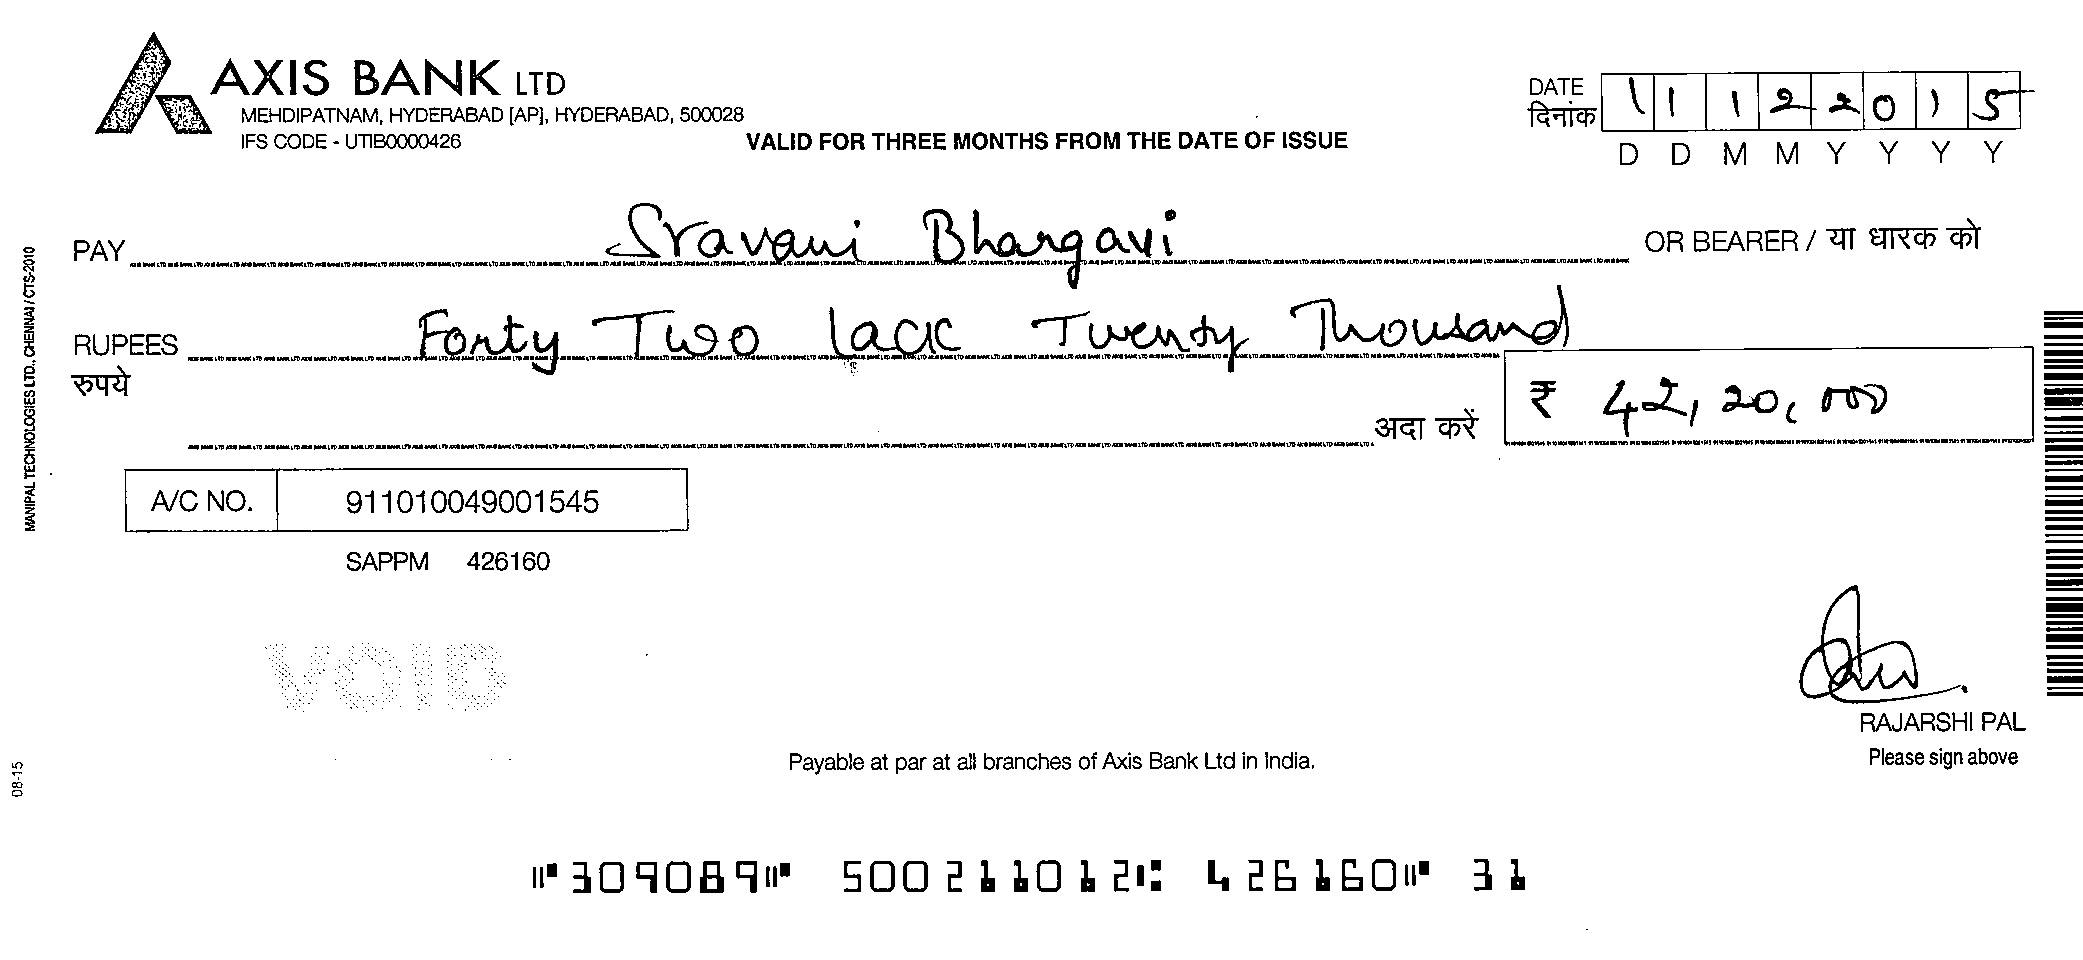 AXIS BANK LTD
MEHDIPATNAM, HYDERABAD [AP], HYDERABAD, 500028
IFS CODE - UTIB0000426
VALID FOR THREE MONTHS FROM THE DATE OF ISSUE
DATE
दिनांक
1 1 1 2 2 0 1 5
D D M M Y Y Y Y
PAY Sravani Bhargavi OR BEARER / या धारक को
RUPEES Forty Two lack Twenty Thousand
रुपये
अदा करें ₹ 42,20,000
A/C NO. 911010049001545
SAPPM 426160
VOID
RAJARSHI PAL
Please sign above
Payable at par at all branches of Axis Bank Ltd in India.
MANIPAL TECHNOLOGIES LTD., CHENNAI / CTS-2010
08-15
⑈309089⑈ 500211012⑆ 426160⑈ 31